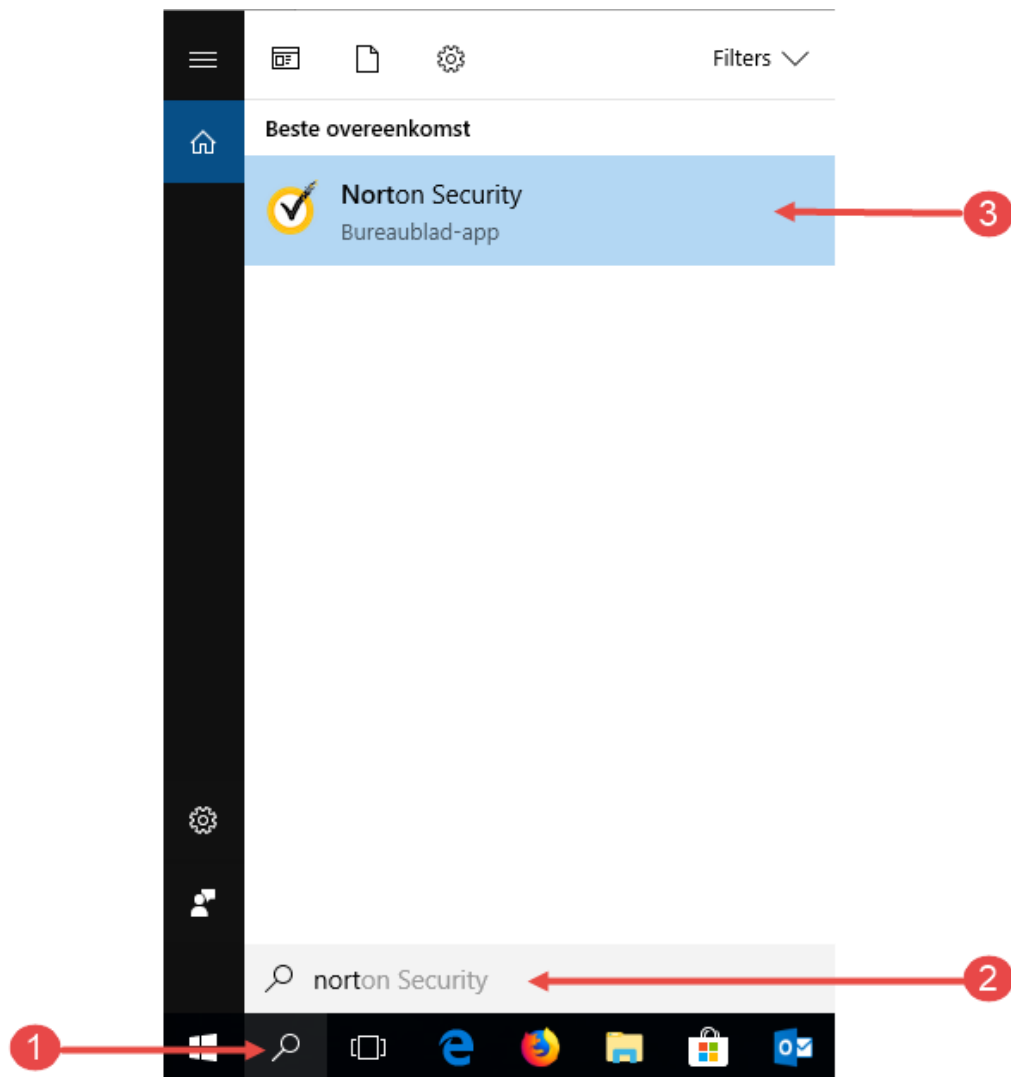 Filters
Beste overeenkomst
Norton Security
Bureaublad-app
3
norton Security
2
1